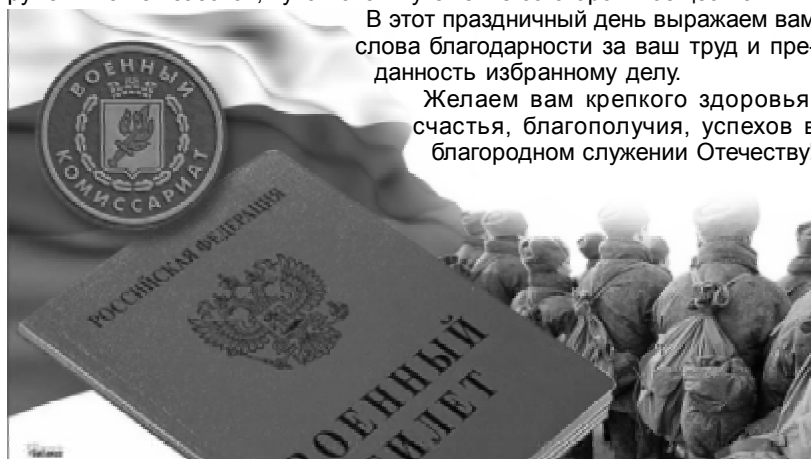 В этот праздничный день выражаем вам
слова благодарности за ваш труд и пре-
данность избранному делу.
Желаем вам крепкого здоровья
счастья, благополучия, успехов в
благородном служении Отечеству
ВОЕННЫЙ
КОМИССАРИАТ
РОССИЙСКАЯ ФЕДЕРАЦИЯ
ВОЕННЫЙ
БИЛЕТ